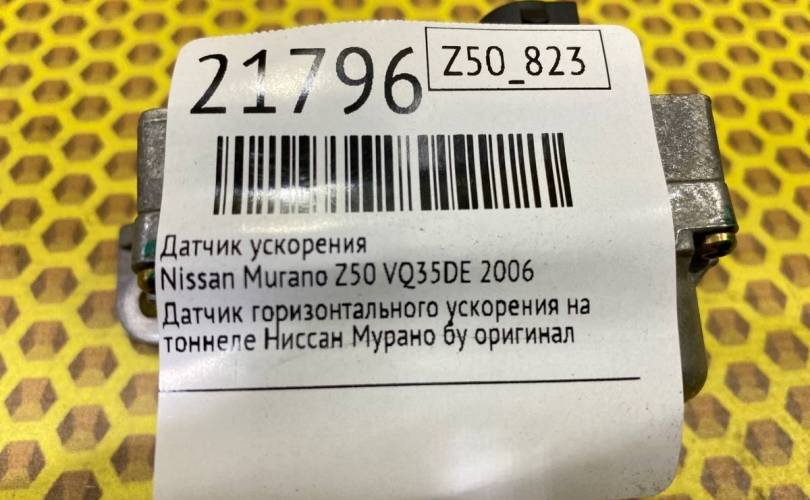 21796
Z50_823
Датчик ускорения
Nissan Murano Z50 VQ35DE 2006
Датчик горизонтального ускорения на
тоннеле Ниссан Мурано бу оригинал